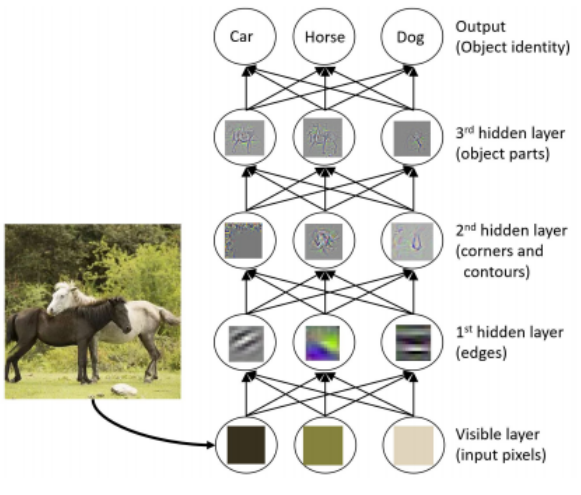 Car
Horse
Dog
Output
(Object identity)
3rd hidden layer
(object parts)
2nd hidden layer
(corners and
contours)
1st hidden layer
(edges)
Visible layer
(input pixels)